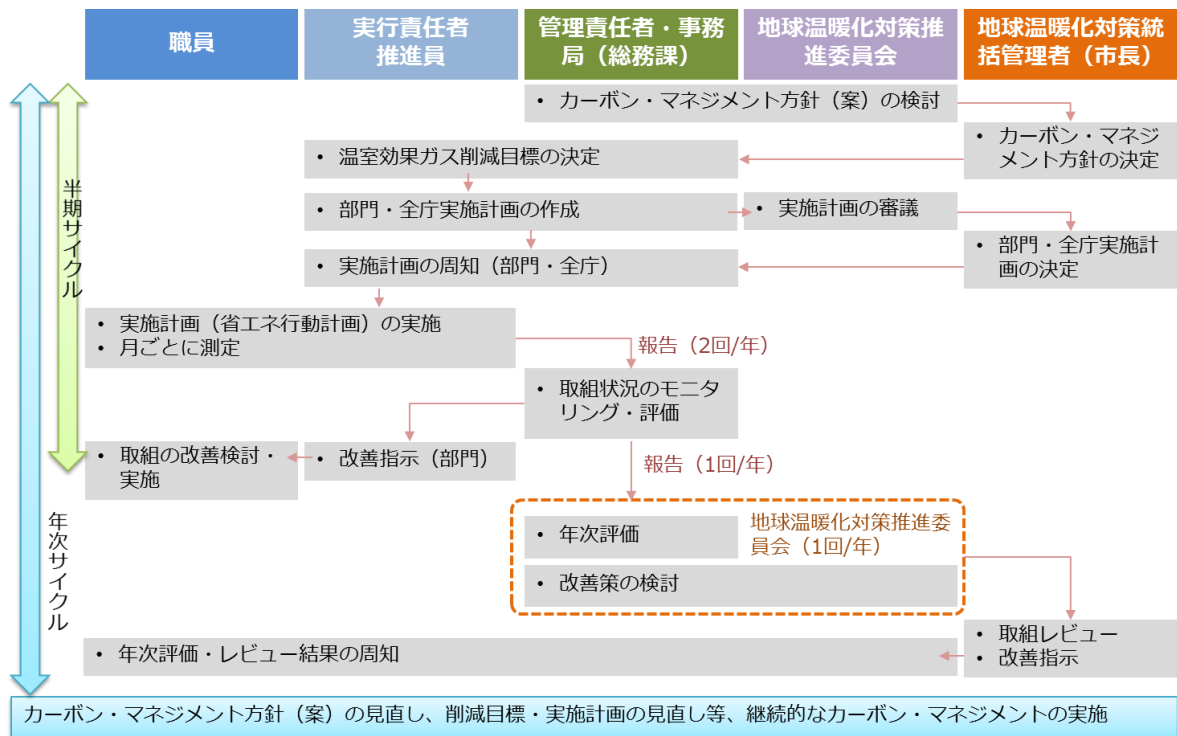 職員
実行責任者
推進員
管理責任者・事務
局（総務課）
地球温暖化対策推
進委員会
地球温暖化対策統
括管理者（市長）
• カーボン・マネジメント方針（案）の検討
• カーボン・マネジ
メント方針の決定
• 温室効果ガス削減目標の決定
• 部門・全庁実施計画の作成
• 実施計画の審議
• 部門・全庁実施計
画の決定
• 実施計画の周知（部門・全庁）
• 実施計画（省エネ行動計画）の実施
• 月ごとに測定
報告（2回/年）
• 取組状況のモニタ
リング・評価
• 取組の改善検討・
実施
• 改善指示（部門）
報告（1回/年）
• 年次評価
地球温暖化対策推進委
員会（1回/年）
• 改善策の検討
• 取組レビュー
• 改善指示
• 年次評価・レビュー結果の周知
半期サイクル
年次サイクル
カーボン・マネジメント方針（案）の見直し、削減目標・実施計画の見直し等、継続的なカーボン・マネジメントの実施